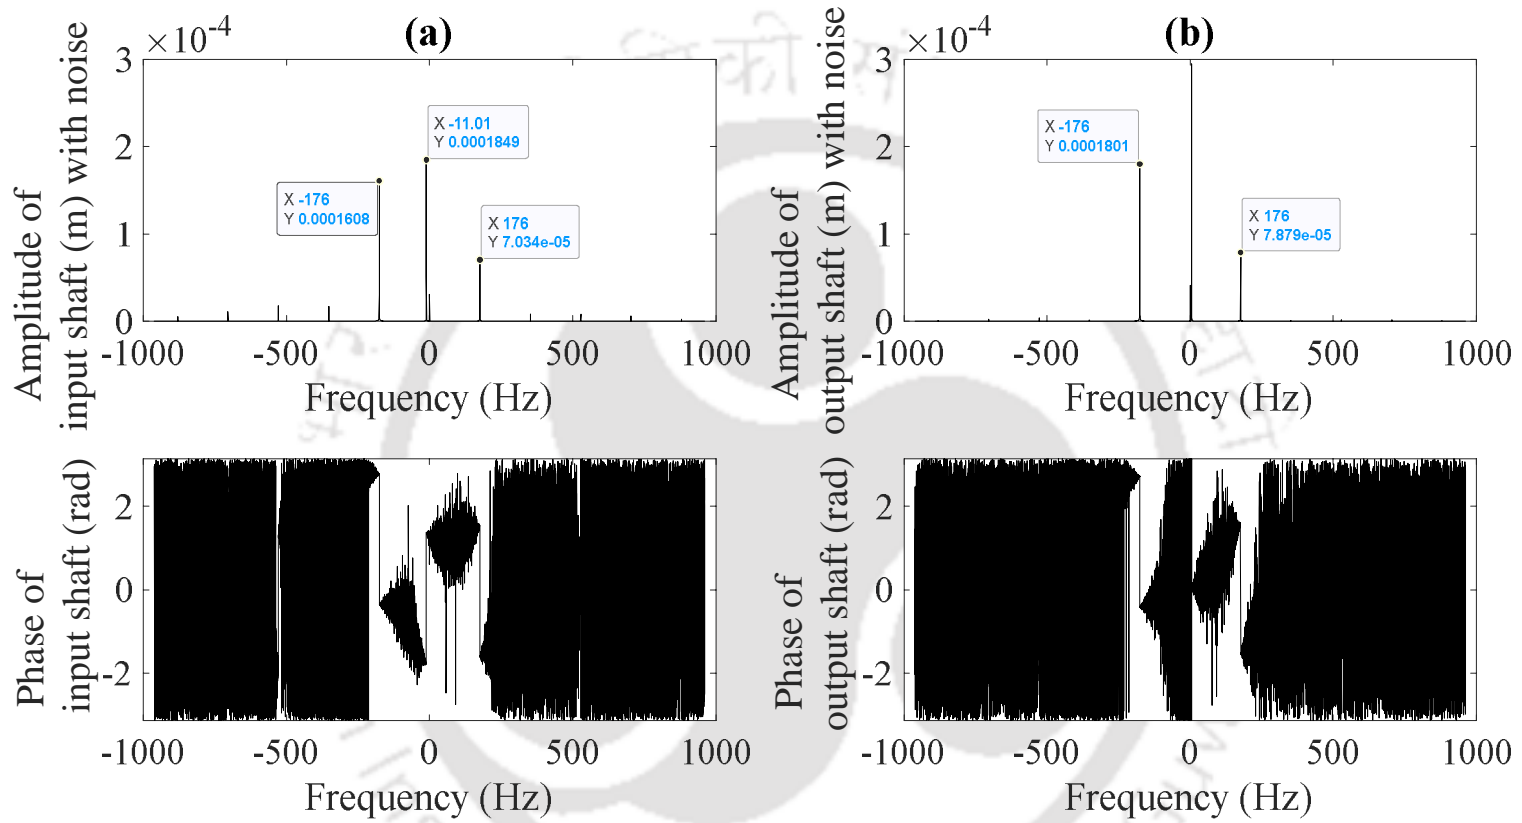 (a)
×10-4
Amplitude of
input shaft (m) with noise
3
2
1
0
X -11.01
Y 0.0001849
X -176
Y 0.0001608
X 176
Y 7.034e-05
-1000 -500 0 500 1000
Frequency (Hz)
(b)
×10-4
Amplitude of
output shaft (m) with noise
3
2
1
0
X -176
Y 0.0001801
X 176
Y 7.879e-05
-1000 -500 0 500 1000
Frequency (Hz)
Phase of
input shaft (rad)
2
0
-2
-1000 -500 0 500 1000
Frequency (Hz)
Phase of
output shaft (rad)
2
0
-2
-1000 -500 0 500 1000
Frequency (Hz)